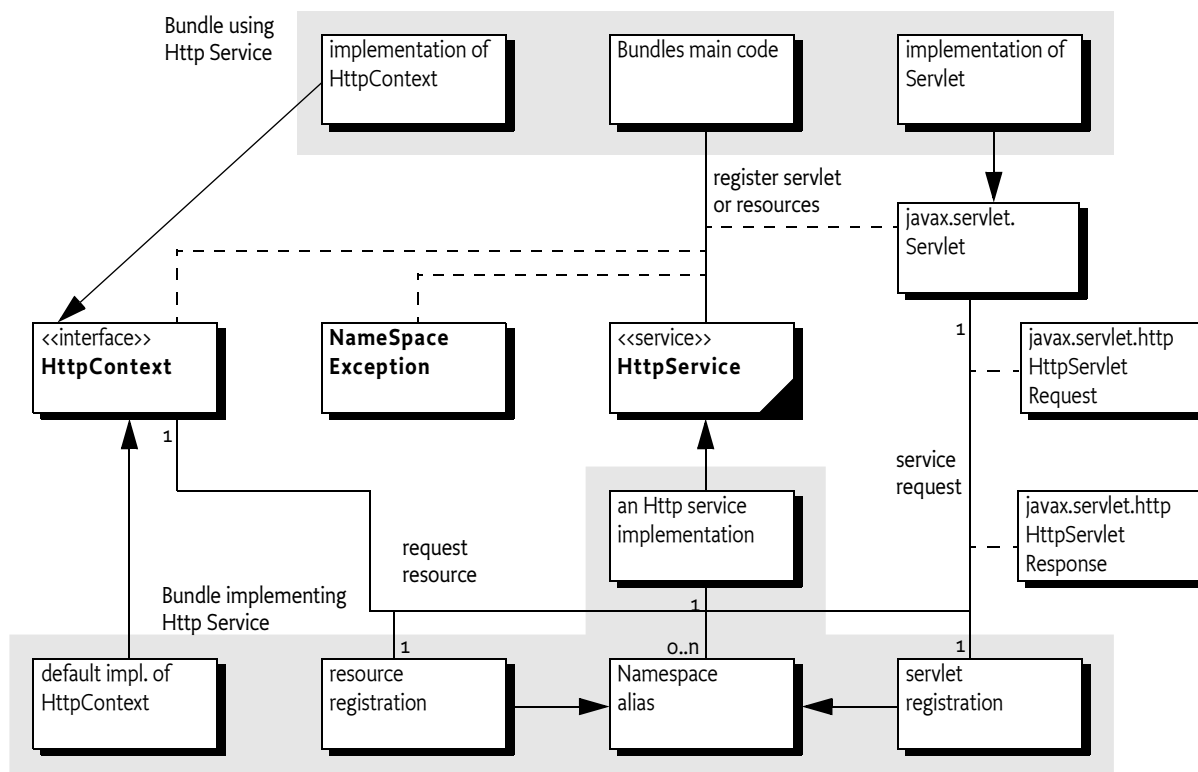 Bundle using
Http Service
implementation of
HttpContext
Bundles main code
implementation of
Servlet
register servlet
or resources
javax.servlet.
Servlet
<<interface>>
HttpContext
NameSpace
Exception
<<service>>
HttpService
1
javax.servlet.http
HttpServlet
Request
1
service
request
an Http service
implementation
javax.servlet.http
HttpServlet
Response
request
resource
Bundle implementing
Http Service
1
1
0..n
1
default impl. of
HttpContext
resource
registration
Namespace
alias
servlet
registration